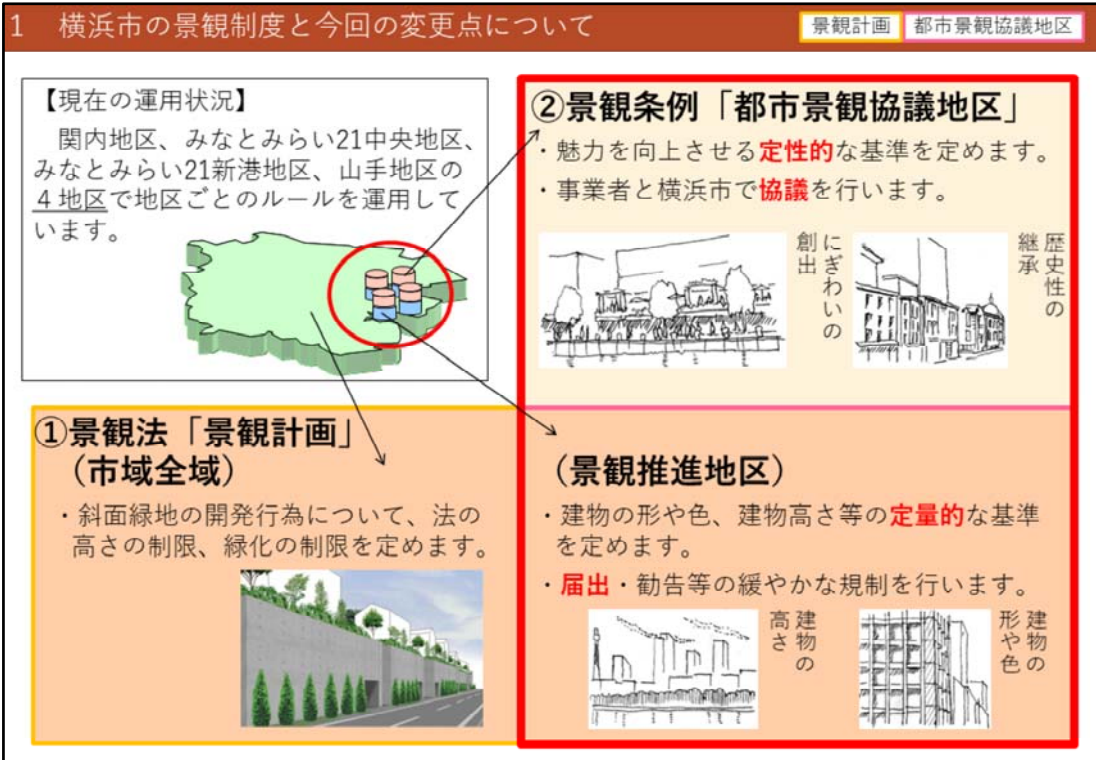 1　横浜市の景観制度と今回の変更点について
景観計画
都市景観協議地区
【現在の運用状況】
関内地区、みなとみらい21中央地区、
みなとみらい21新港地区、山手地区の
４地区で地区ごとのルールを運用して
います。
②景観条例「都市景観協議地区」
・魅力を向上させる定性的な基準を定めます。
・事業者と横浜市で協議を行います。
にぎわいの
創出
歴史性の
継承
①景観法「景観計画」
（市域全域）
・斜面緑地の開発行為について、法の
高さの制限、緑化の制限を定めます。
（景観推進地区）
・建物の形や色、建物高さ等の定量的な基準
を定めます。
・届出・勧告等の緩やかな規制を行います。
建物の
高さ
建物の
形や色